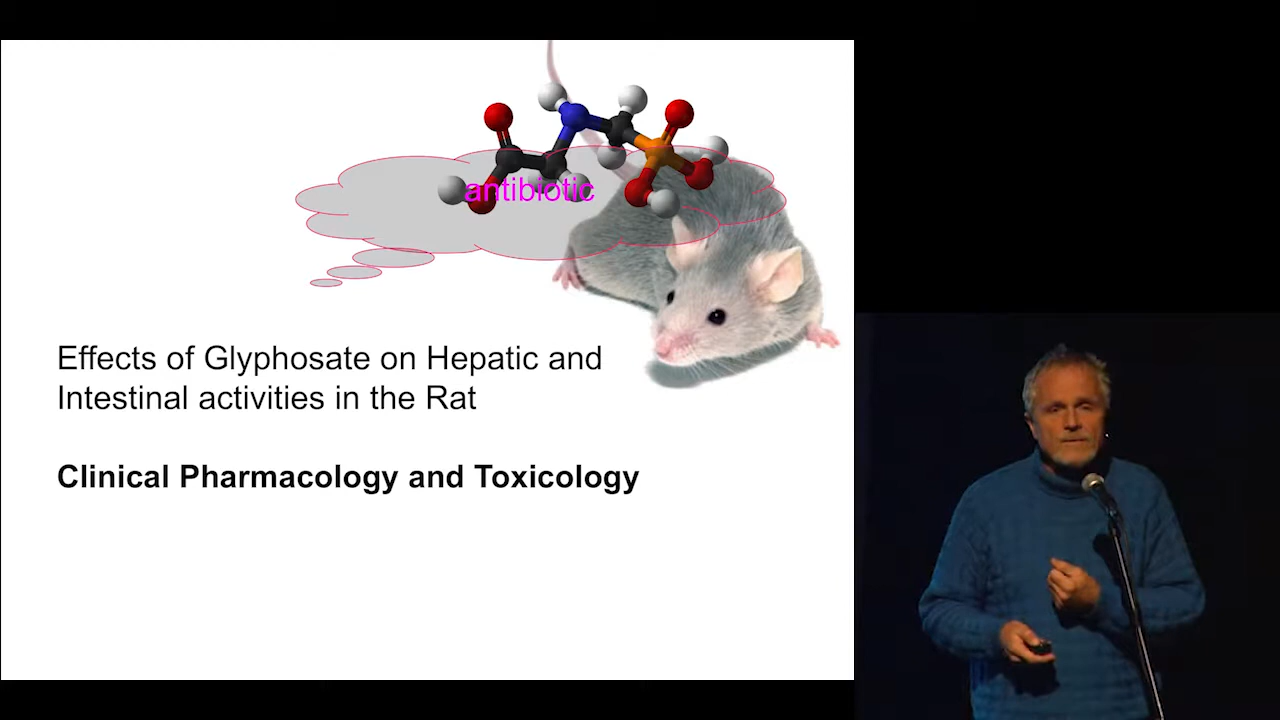 antibiotic
Effects of Glyphosate on Hepatic and
Intestinal activities in the Rat
Clinical Pharmacology and Toxicology